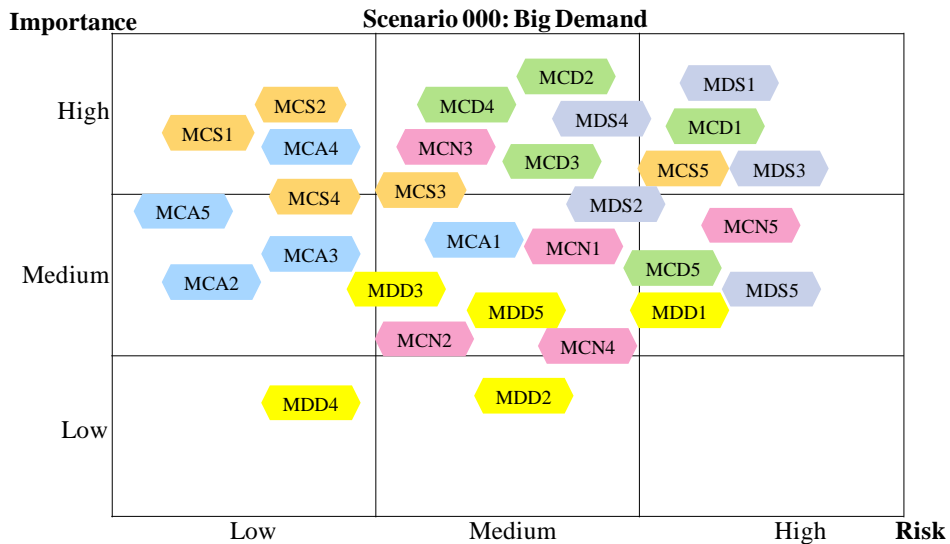 Importance
Scenario 000: Big Demand
High
MCS1
MCS2
MCA4
MCD4
MCD2
MDS4
MCN3
MCD3
MDS1
MCD1
MCS5
MDS3
MCS4
MCS3
MDS2
Medium
MCA5
MCA3
MCA2
MCA1
MCN1
MCN5
MCD5
MDS5
MDD3
MDD5
MDD1
MCN2
MCN4
Low
MDD4
MDD2
Low
Medium
High
Risk